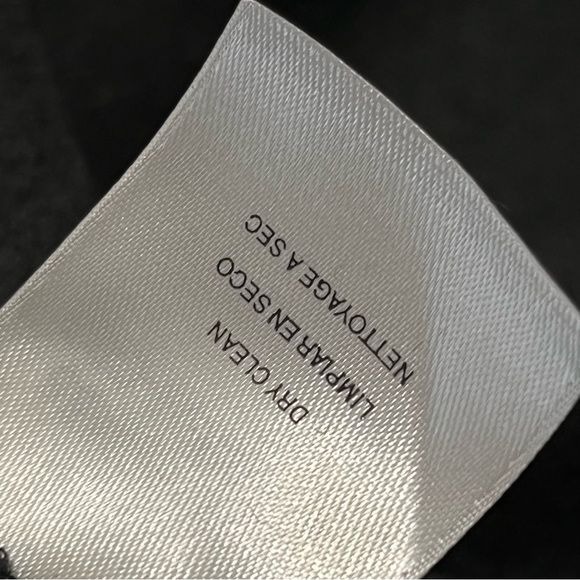 DRY CLEAN
LIMPIAR EN SECO
NETTOYAGE A SEC